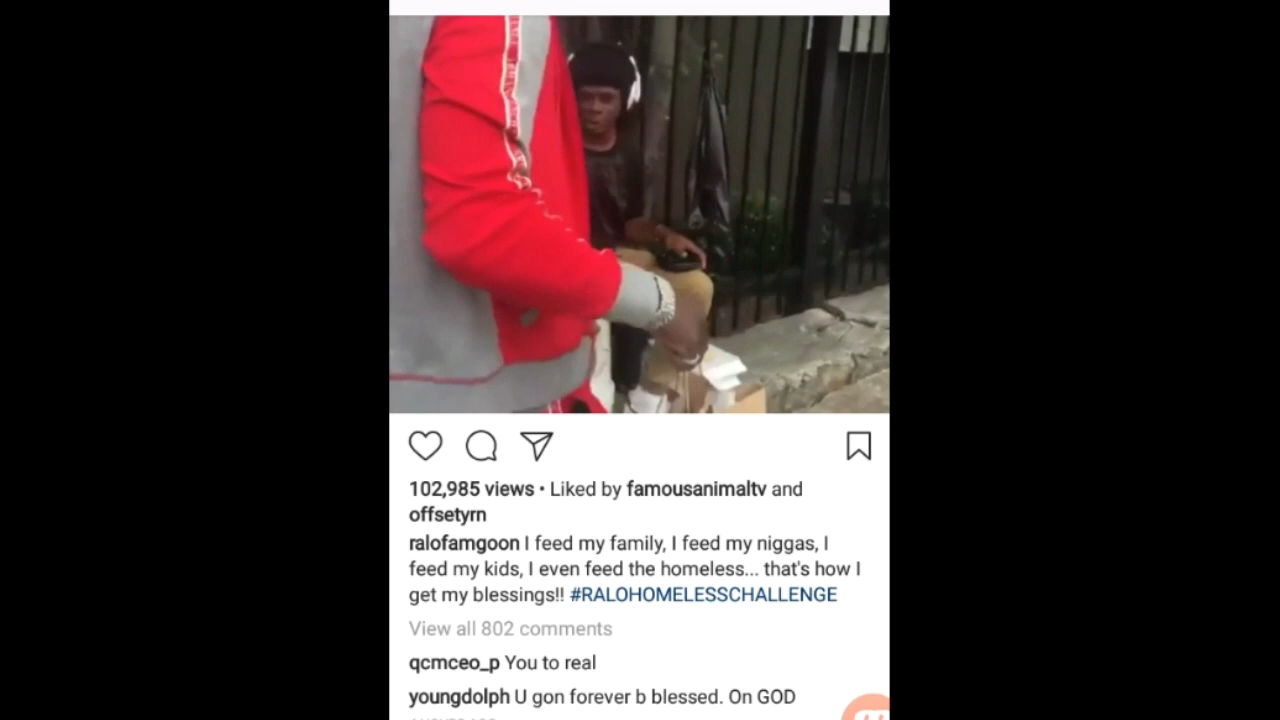 102,985 views • Liked by famousanimaltv and
offsetyrn
ralofamgoon I feed my family, I feed my niggas, I
feed my kids, I even feed the homeless... that's how I
get my blessings!! #RALOHOMELESSCHALLENGE
View all 802 comments
qcmceo_p You to real
youngdolph U gon forever b blessed. On GOD